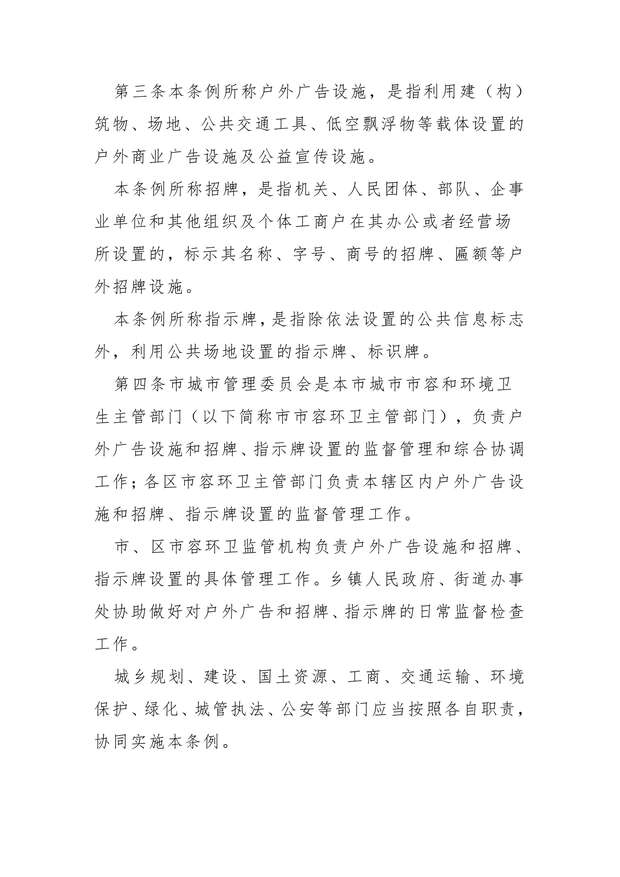 第三条本条例所称户外广告设施，是指利用建（构）
筑物、场地、公共交通工具、低空飘浮物等载体设置的
户外商业广告设施及公益宣传设施。
本条例所称招牌，是指机关、人民团体、部队、企事
业单位和其他组织及个体工商户在其办公或者经营场
所设置的，标示其名称、字号、商号的招牌、匾额等户
外招牌设施。
本条例所称指示牌，是指除依法设置的公共信息标志
外，利用公共场地设置的指示牌、标识牌。
第四条市城市管理委员会是本市城市市容和环境卫
生主管部门（以下简称市市容环卫主管部门），负责户
外广告设施和招牌、指示牌设置的监督管理和综合协调
工作；各区市容环卫主管部门负责本辖区内户外广告设
施和招牌、指示牌设置的监督管理工作。
市、区市容环卫监管机构负责户外广告设施和招牌、
指示牌设置的具体管理工作。乡镇人民政府、街道办事
处协助做好对户外广告和招牌、指示牌的日常监督检查
工作。
城乡规划、建设、国土资源、工商、交通运输、环境
保护、绿化、城管执法、公安等部门应当按照各自职责，
协同实施本条例。